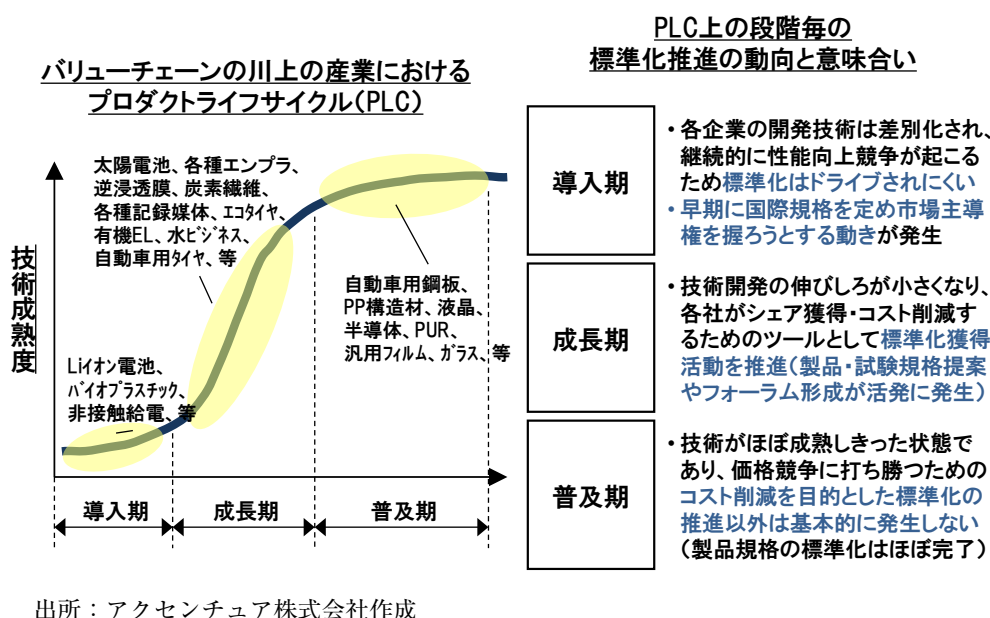 バリューチェーンの川上の産業における
プロダクトライフサイクル(PLC)
技術成熟度
太陽電池、各種エンプラ、
逆浸透膜、炭素繊維、
各種記録媒体、エコタイヤ、
有機EL、水ビジネス、
自動車用タイヤ、等
自動車用鋼板、
PP構造材、液晶、
半導体、PUR、
汎用フィルム、ガラス、等
Liイオン電池、
バイオプラスチック、
非接触給電、等
導入期
成長期
普及期
PLC上の段階毎の
標準化推進の動向と意味合い
導入期
・各企業の開発技術は差別化され、
継続的に性能向上競争が起こる
ため標準化はドライブされにくい
・早期に国際規格を定め市場主導
権を握ろうとする動きが発生
成長期
・技術開発の伸びしろが小さくなり、
各社がシェア獲得・コスト削減す
るためのツールとして標準化獲得
活動を推進(製品・試験規格提案
やフォーラム形成が活発に発生)
普及期
・技術がほぼ成熟しきった状態で
あり、価格競争に打ち勝つための
コスト削減を目的とした標準化の
推進以外は基本的に発生しない
(製品規格の標準化はほぼ完了)
出所：アクセンチュア株式会社作成